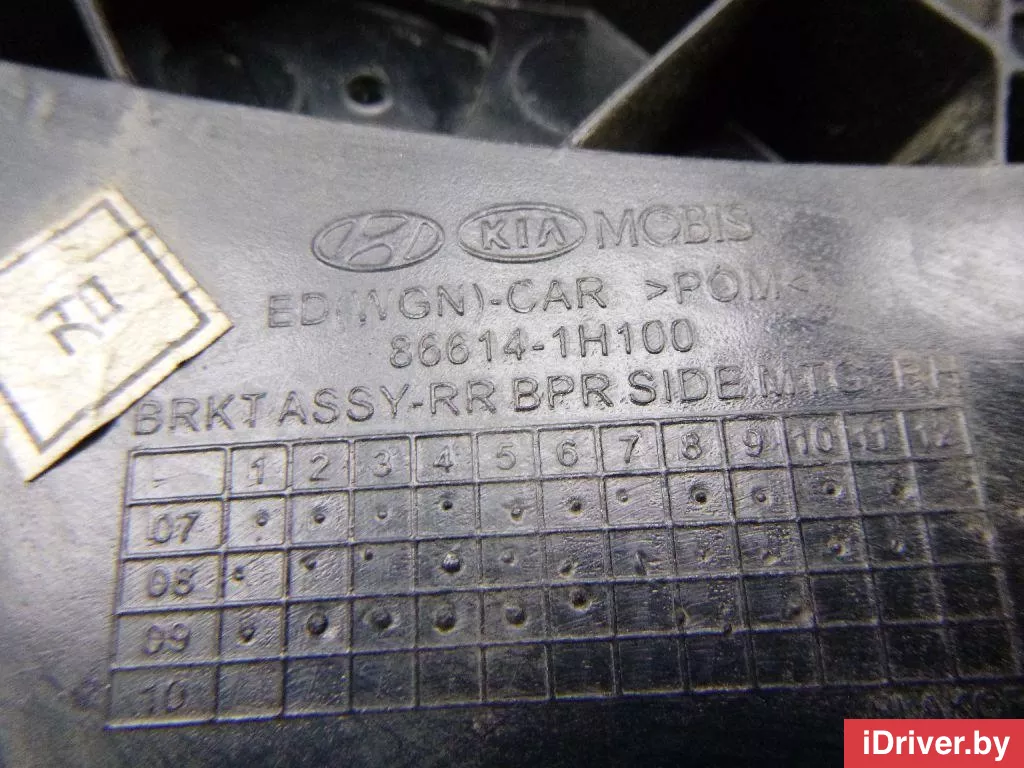 KIA MOBIS
ED(WGN)-CAR >POM<
86614-1H100
BRKT ASSY-RR BPR SIDE MTG RH
1 2 3 4 5 6 7 8 9 10 11 12
07
08
09
10
iDriver.by